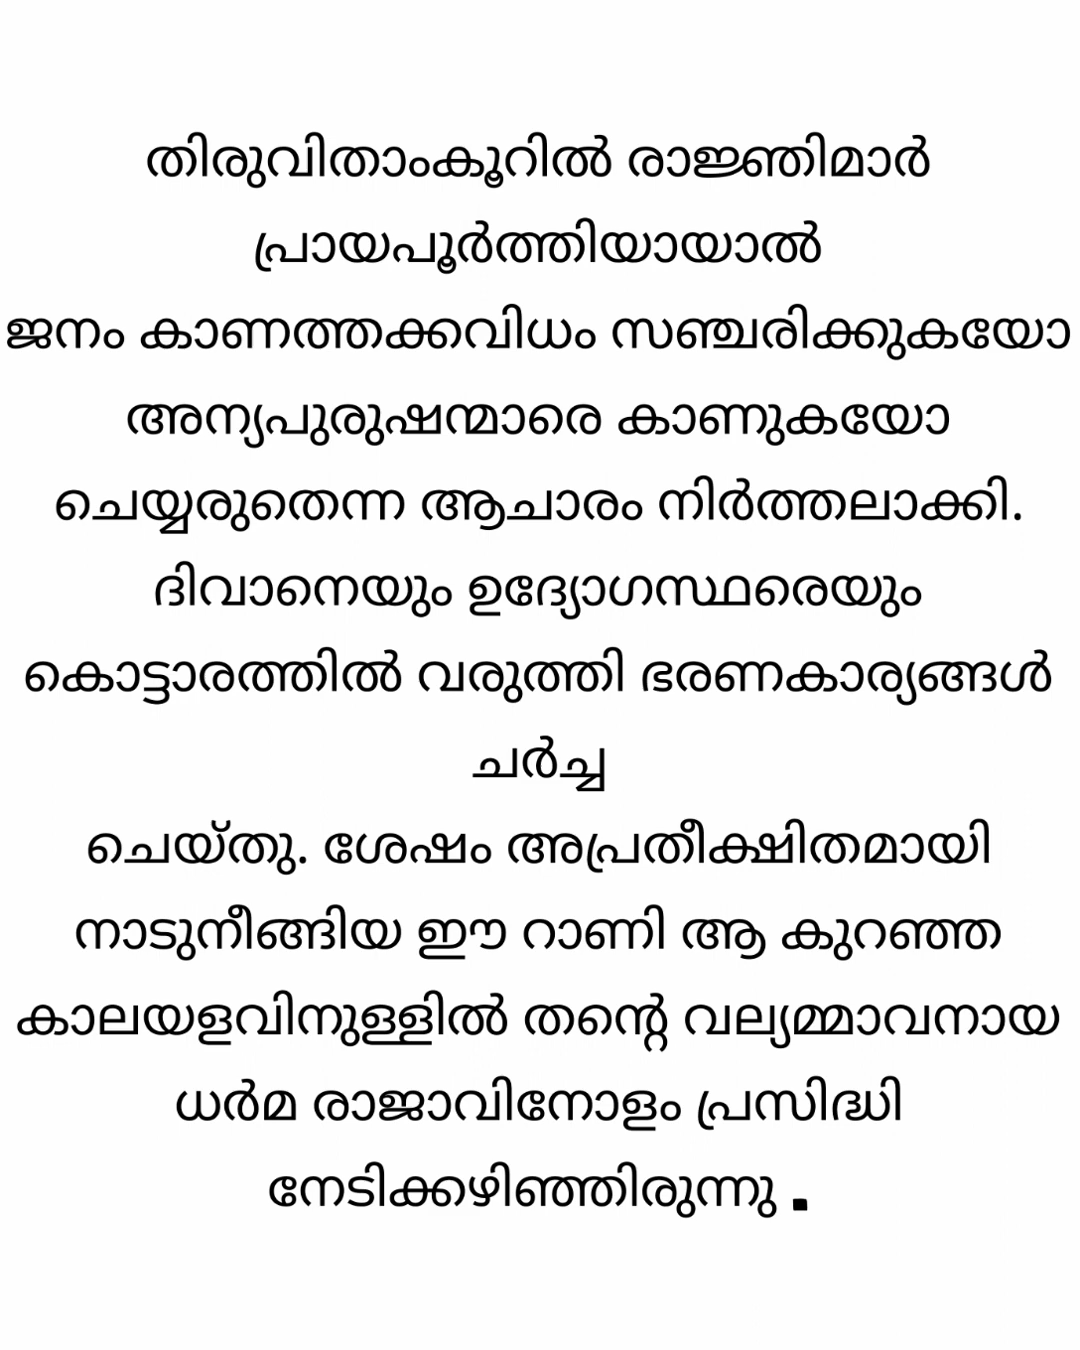 തിരുവിതാംകൂറിൽ രാജ്ഞിമാർ
പ്രായപൂർത്തിയായാൽ
ജനം കാണത്തക്കവിധം സഞ്ചരിക്കുകയോ
അന്യപുരുഷന്മാരെ കാണുകയോ
ചെയ്യരുതെന്ന ആചാരം നിർത്തലാക്കി.
ദിവാനെയും ഉദ്യോഗസ്ഥരെയും
കൊട്ടാരത്തിൽ വരുത്തി ഭരണകാര്യങ്ങൾ
ചർച്ച
ചെയ്തു. ശേഷം അപ്രതീക്ഷിതമായി
നാടുനീങ്ങിയ ഈ റാണി ആ കുറഞ്ഞ
കാലയളവിനുള്ളിൽ തന്റെ വല്യമ്മാവനായ
ധർമ രാജാവിനോളം പ്രസിദ്ധി
നേടിക്കഴിഞ്ഞിരുന്നു .